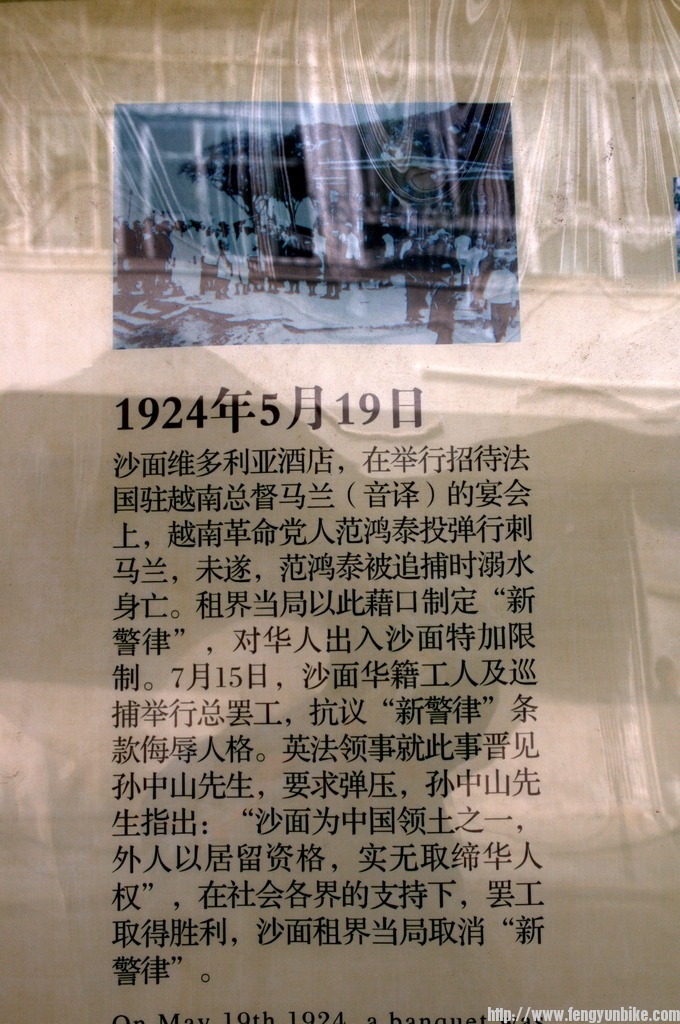 1924年5月19日
沙面维多利亚酒店，在举行招待法
国驻越南总督马兰（音译）的宴会
上，越南革命党人范鸿泰投弹行刺
马兰，未遂，范鸿泰被追捕时溺水
身亡。租界当局以此藉口制定“新
警律”，对华人出入沙面特加限
制。7月15日，沙面华籍工人及巡
捕举行总罢工，抗议“新警律”条
款侮辱人格。英法领事就此事晋见
孙中山先生，要求弹压，孙中山先
生指出：“沙面为中国领土之一，
外人以居留资格，实无取缔华人
权”，在社会各界的支持下，罢工
取得胜利，沙面租界当局取消“新
警律”。
On May 19th 1924, a banquet was
http://www.fengyunbike.com